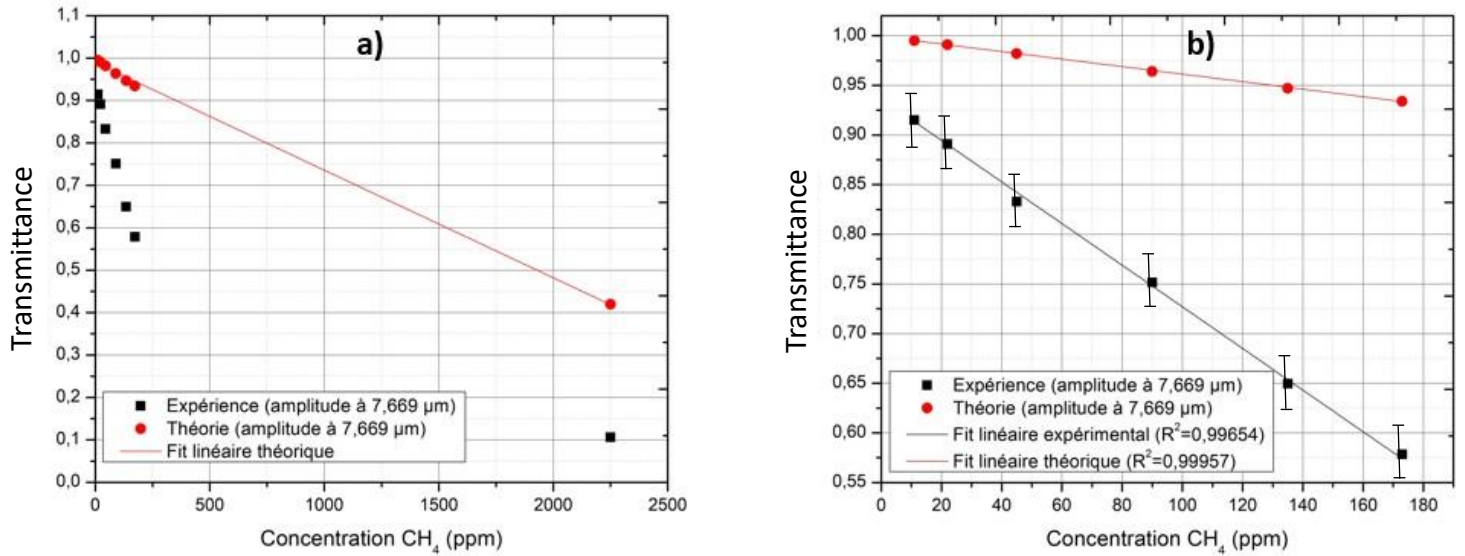 a)
Transmittance
1,1
1,0
0,9
0,8
0,7
0,6
0,5
0,4
0,3
0,2
0,1
0,0
Expérience (amplitude à 7,669 µm)
Théorie (amplitude à 7,669 µm)
Fit linéaire théorique
0 500 1000 1500 2000 2500
Concentration CH4 (ppm)
b)
Transmittance
1,00
0,95
0,90
0,85
0,80
0,75
0,70
0,65
0,60
0,55
Expérience (amplitude à 7,669 µm)
Théorie (amplitude à 7,669 µm)
Fit linéaire expérimental (R²=0,99654)
Fit linéaire théorique (R²=0,99957)
0 20 40 60 80 100 120 140 160 180
Concentration CH4 (ppm)